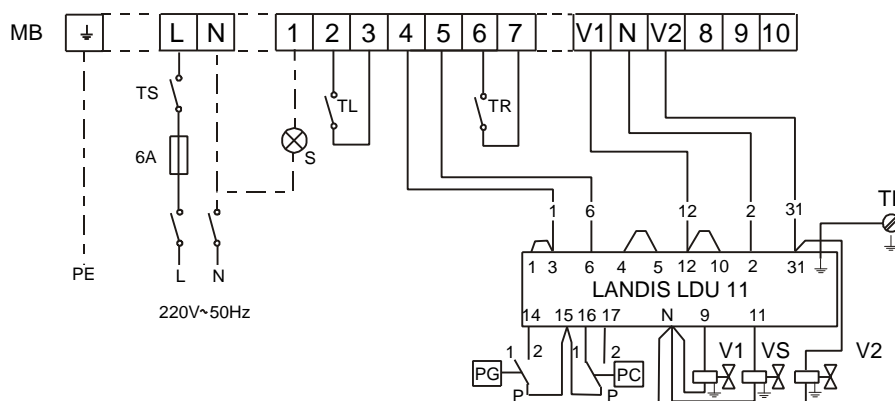 MB L N 1 2 3 4 5 6 7 V1 N V2 8 9 10
TS TL TR
6A S
1 6 12 2 31
PE L N
1 3 6 4 5 12 10 2 31
LANDIS LDU 11
220V~50Hz
14 15 16 17 N 9 11
1 2 1 2 V1 VS V2
PG PC
P P